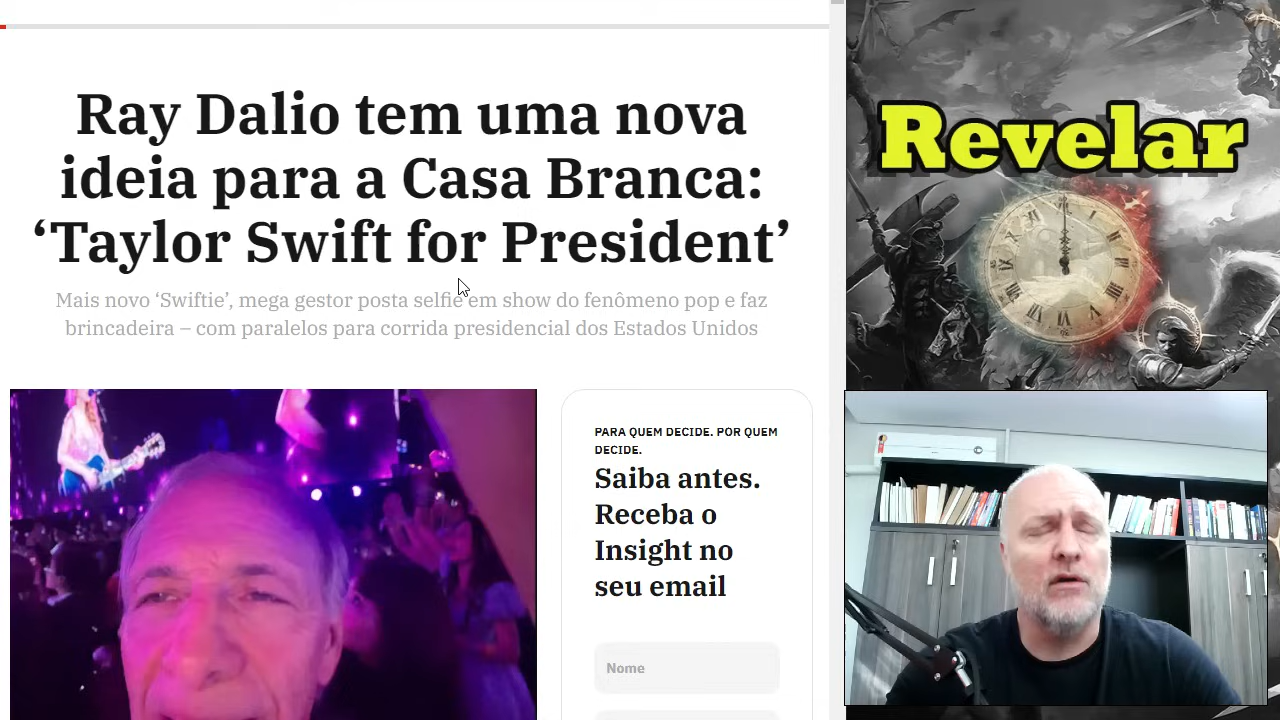 Ray Dalio tem uma nova
ideia para a Casa Branca:
‘Taylor Swift for President’
Mais novo ‘Swiftie’, mega gestor posta selfie em show do fenômeno pop e faz
brincadeira – com paralelos para corrida presidencial dos Estados Unidos
PARA QUEM DECIDE. POR QUEM
DECIDE.
Saiba antes.
Receba o
Insight no
seu email
Nome
Revelar